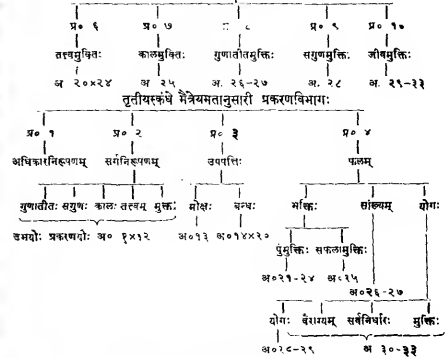 प्र० ६ प्र० ७ ८ प्र० ९ प्र० १०
तत्त्वमुक्तिः कालमुक्तिः गुणातीतमुक्तिः सगुणमुक्तिः जीवमुक्तिः
अ २०×२४ अ २५ अ. २६-२७ अ. २८ अ. २९-३३
तृतीयस्कंधे मैत्रेयमतानुसारी प्रकरणविभागः
प्र० १ प्र० २ प्र० ३ प्र० ४
अधिकारनिरूपणम् सर्गनिरूपणम् उपपत्तिः फलम्
गुणातीतः सगुणः कालः तत्त्वम् मुक्तः मोक्षः बन्धः भक्तिः सांख्यम् योगः
उभयोः प्रकरणयोः अ० १×१२ अ०१३ अ०१४×२० पुंमुक्तिः सफलामुक्तिः
अ०२१-२४ अ०२५
अ०२६-२७
योगः वैराग्यम् सर्वनिर्धारः मुक्तिः
अ०२८-२९ अ ३०-३३